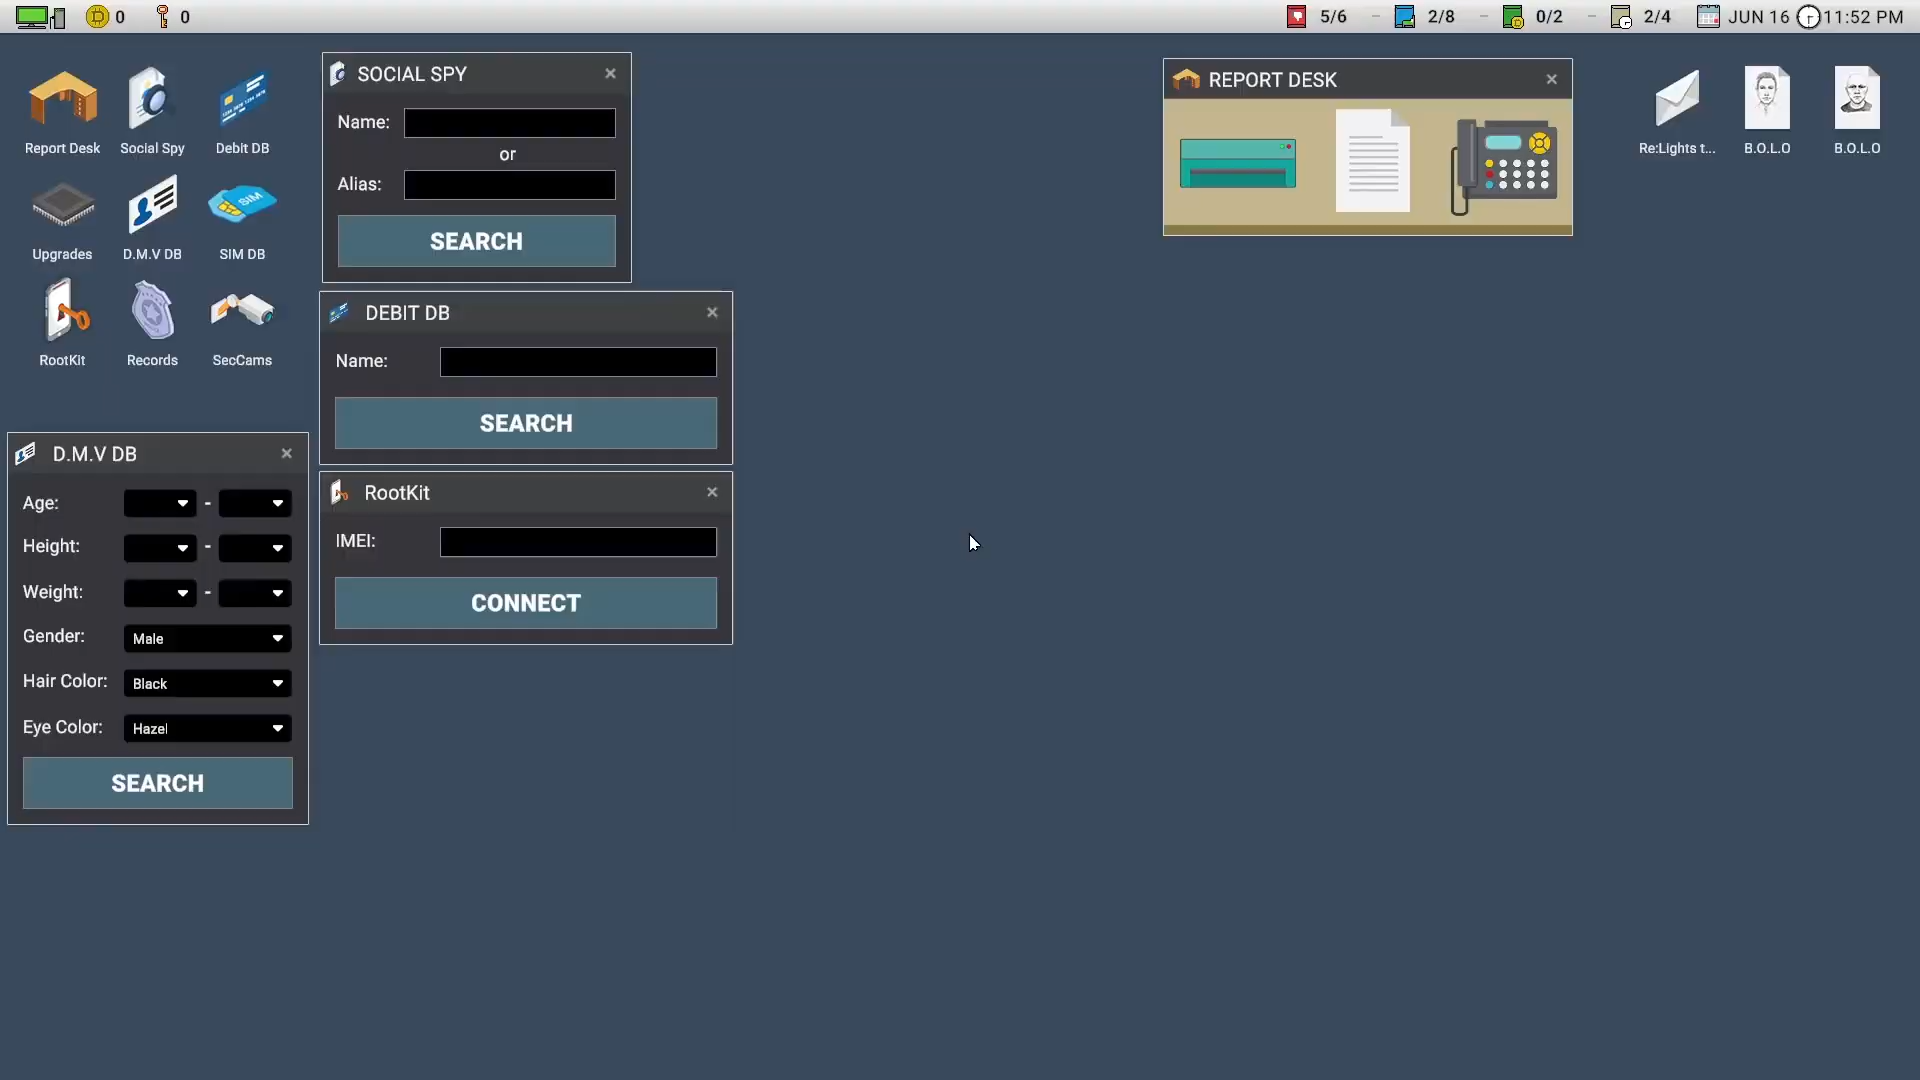 0 0 5/6 - 2/8 - 0/2 - 2/4 JUN 16 11:52 PM
Report Desk
Social Spy
Debit DB
Upgrades
D.M.V DB
SIM DB
RootKit
Records
SecCams
SOCIAL SPY
Name:
or
Alias:
SEARCH
DEBIT DB
Name:
SEARCH
RootKit
IMEI:
CONNECT
D.M.V DB
Age: -
Height: -
Weight: -
Gender: Male
Hair Color: Black
Eye Color: Hazel
SEARCH
REPORT DESK
Re:Lights t...
B.O.L.O
B.O.L.O